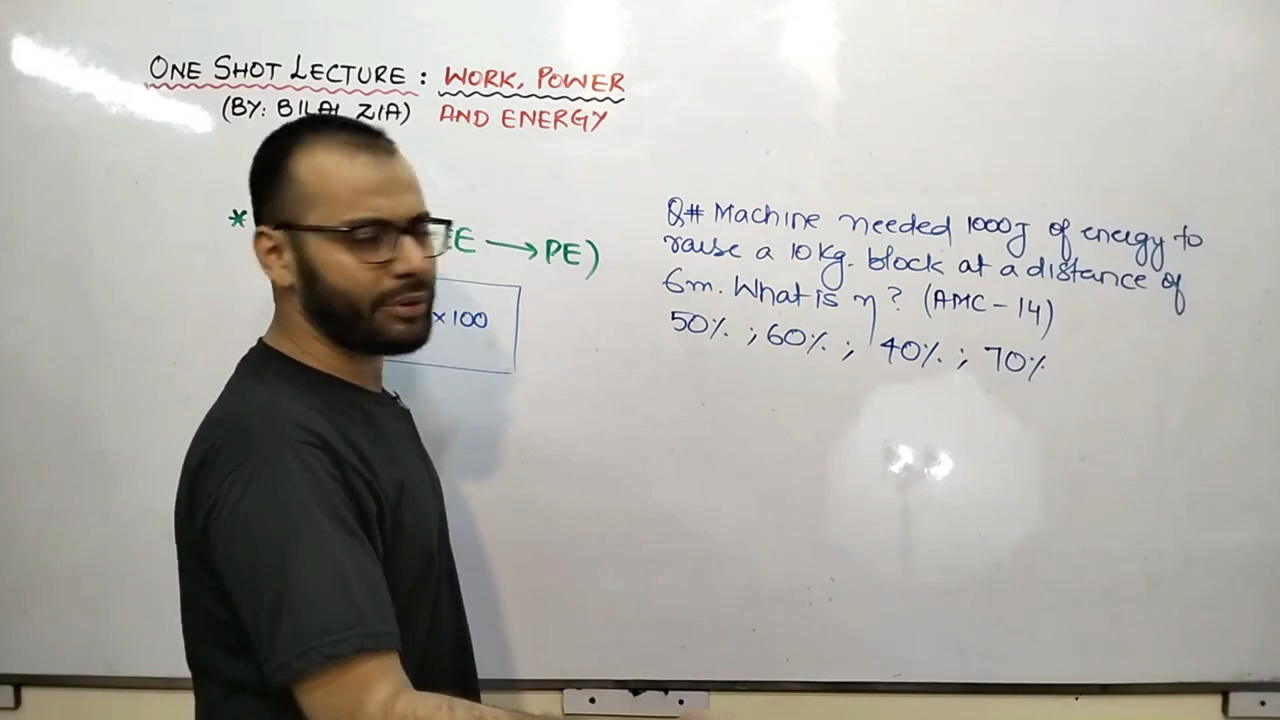 ONE SHOT LECTURE : WORK, POWER
(BY: BILAL ZIA) AND ENERGY
* E → PE)
×100
Q# Machine needed 1000J of energy to
raise a 10kg. block at a distance of
6m. What is η? (AMC-14)
50% ; 60% ; 40% ; 70%